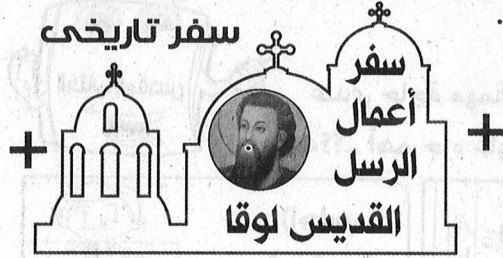 سفر تاريخى
سفر
أعمال
الرسل
القديس لوقا